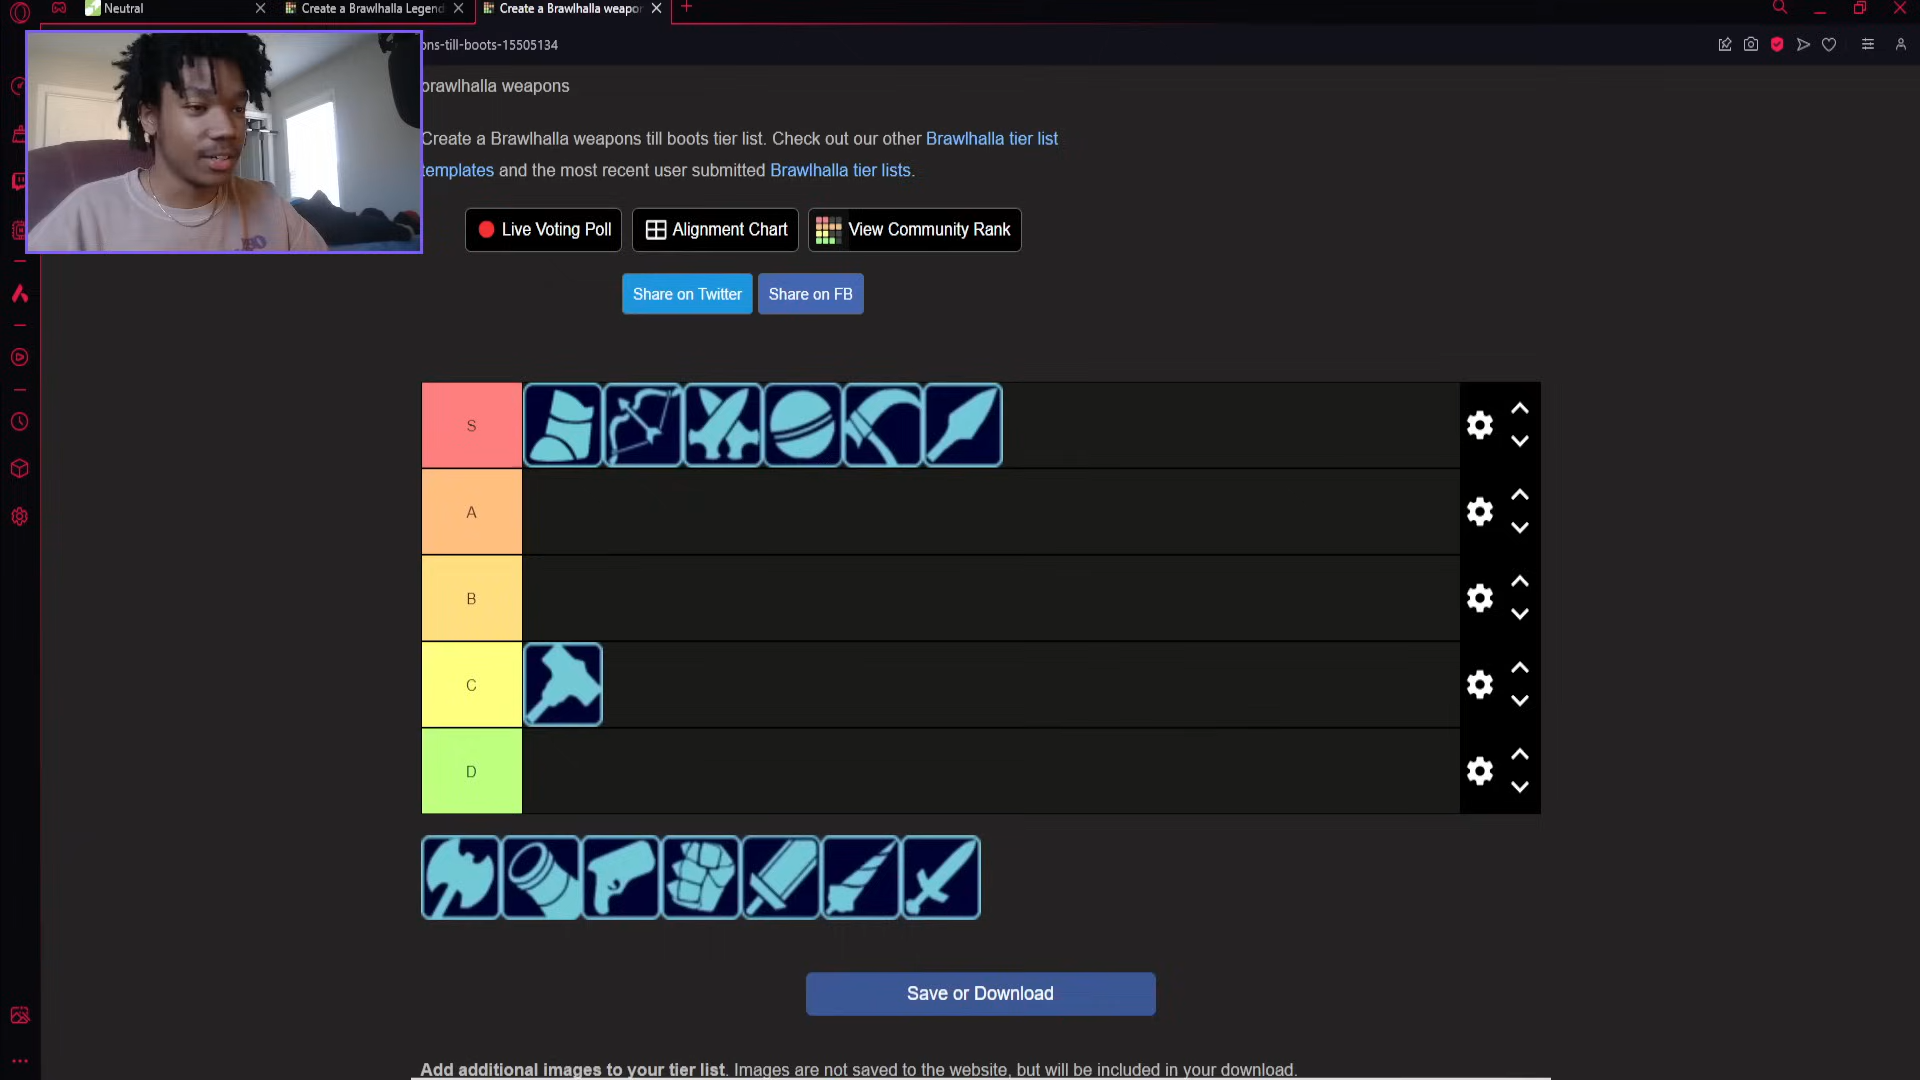 Neutral
Create a Brawlhalla Legend
Create a Brawlhalla weapon
ons-till-boots-15505134
brawlhalla weapons
Create a Brawlhalla weapons till boots tier list. Check out our other Brawlhalla tier list
templates and the most recent user submitted Brawlhalla tier lists.
Live Voting Poll
Alignment Chart
View Community Rank
Share on Twitter
Share on FB
S
A
B
C
D
Save or Download
Add additional images to your tier list. Images are not saved to the website, but will be included in your download.